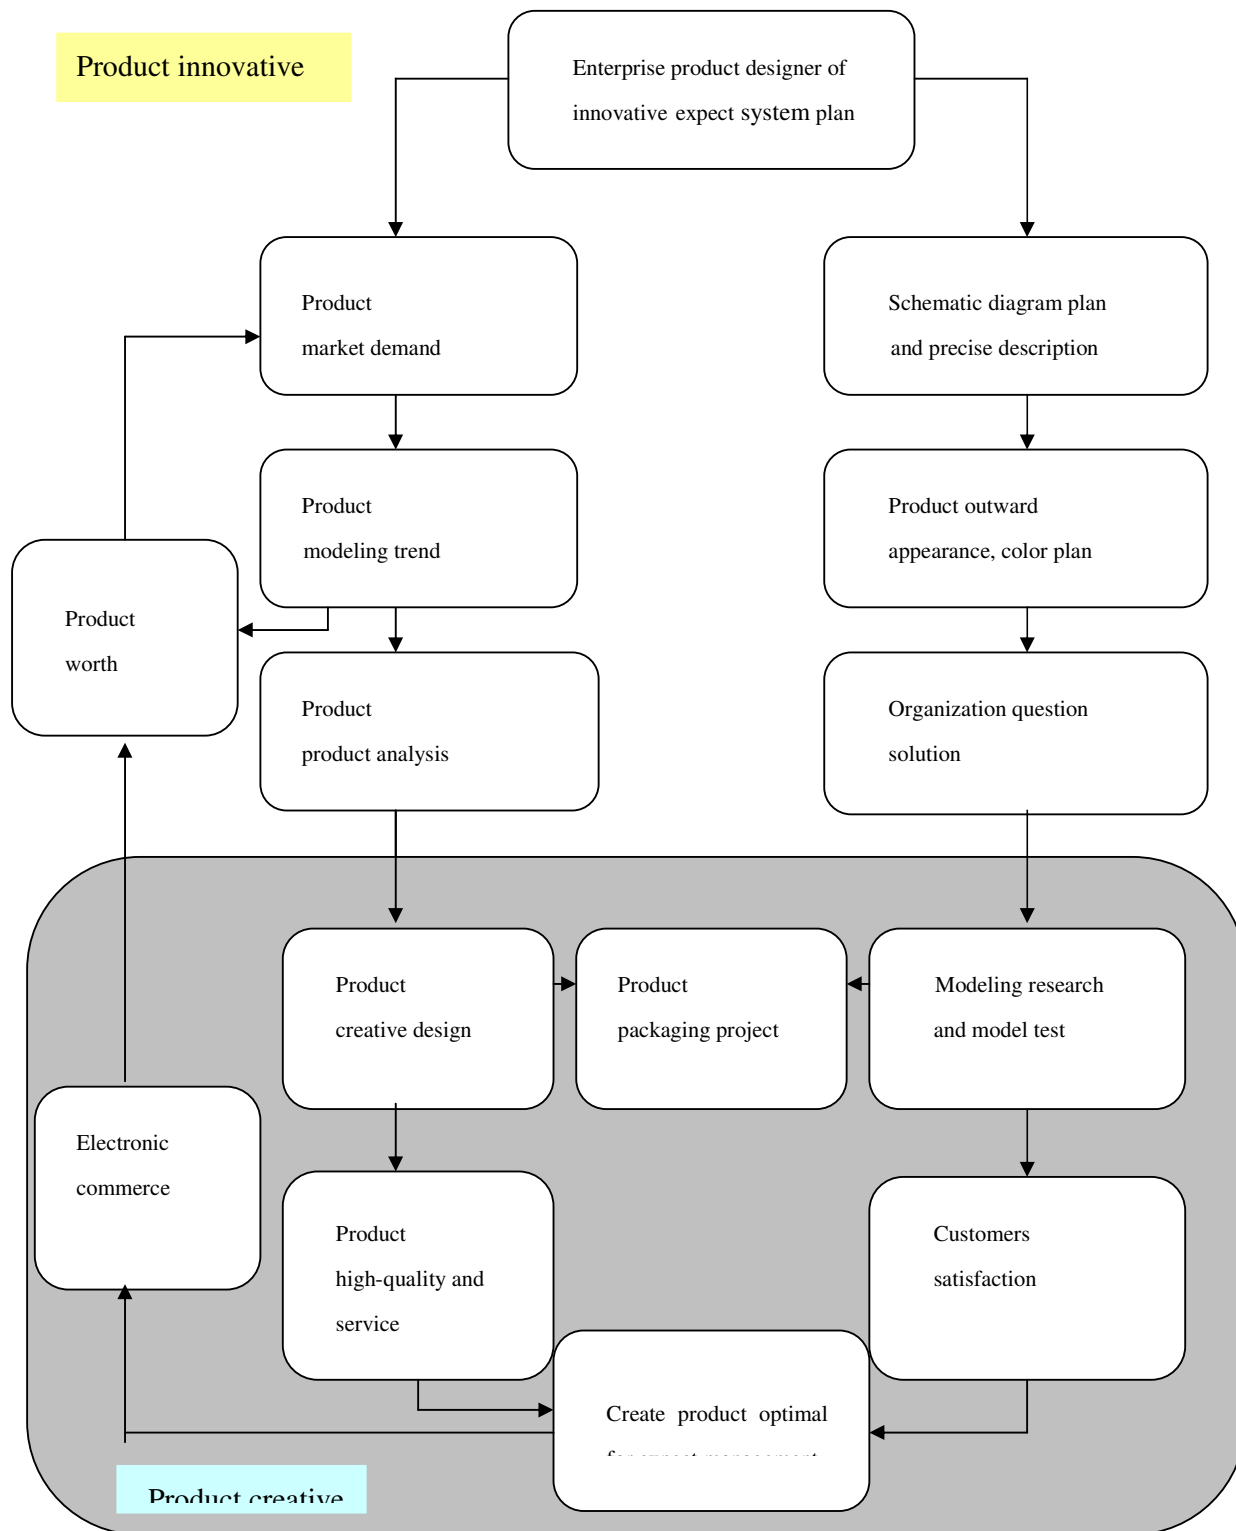 Product innovative
Enterprise product designer of
innovative expect system plan
Product
market demand
Schematic diagram plan
and precise description
Product
modeling trend
Product outward
appearance, color plan
Product
worth
Product
product analysis
Organization question
solution
Product
creative design
Product
packaging project
Modeling research
and model test
Electronic
commerce
Product
high-quality and
service
Customers
satisfaction
Create product optimal
for expect management
Product creative